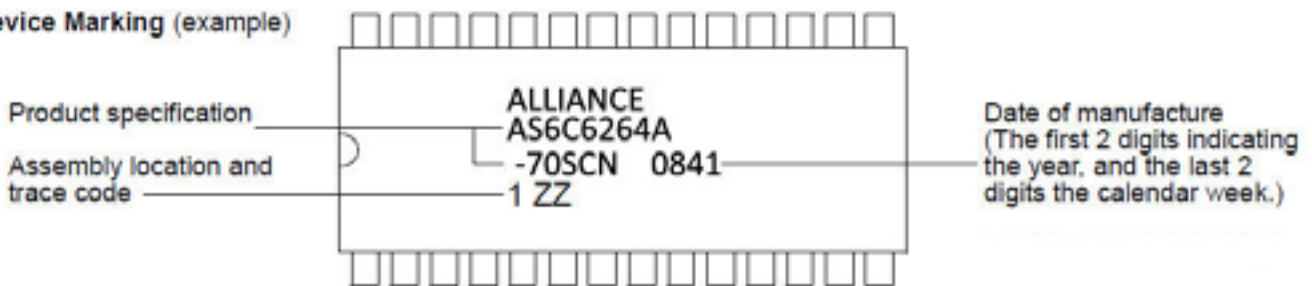 evice Marking (example)
Product specification
Assembly location and
trace code
ALLIANCE
AS6C6264A
-70SCN 0841
1 ZZ
Date of manufacture
(The first 2 digits indicating
the year, and the last 2
digits the calendar week.)